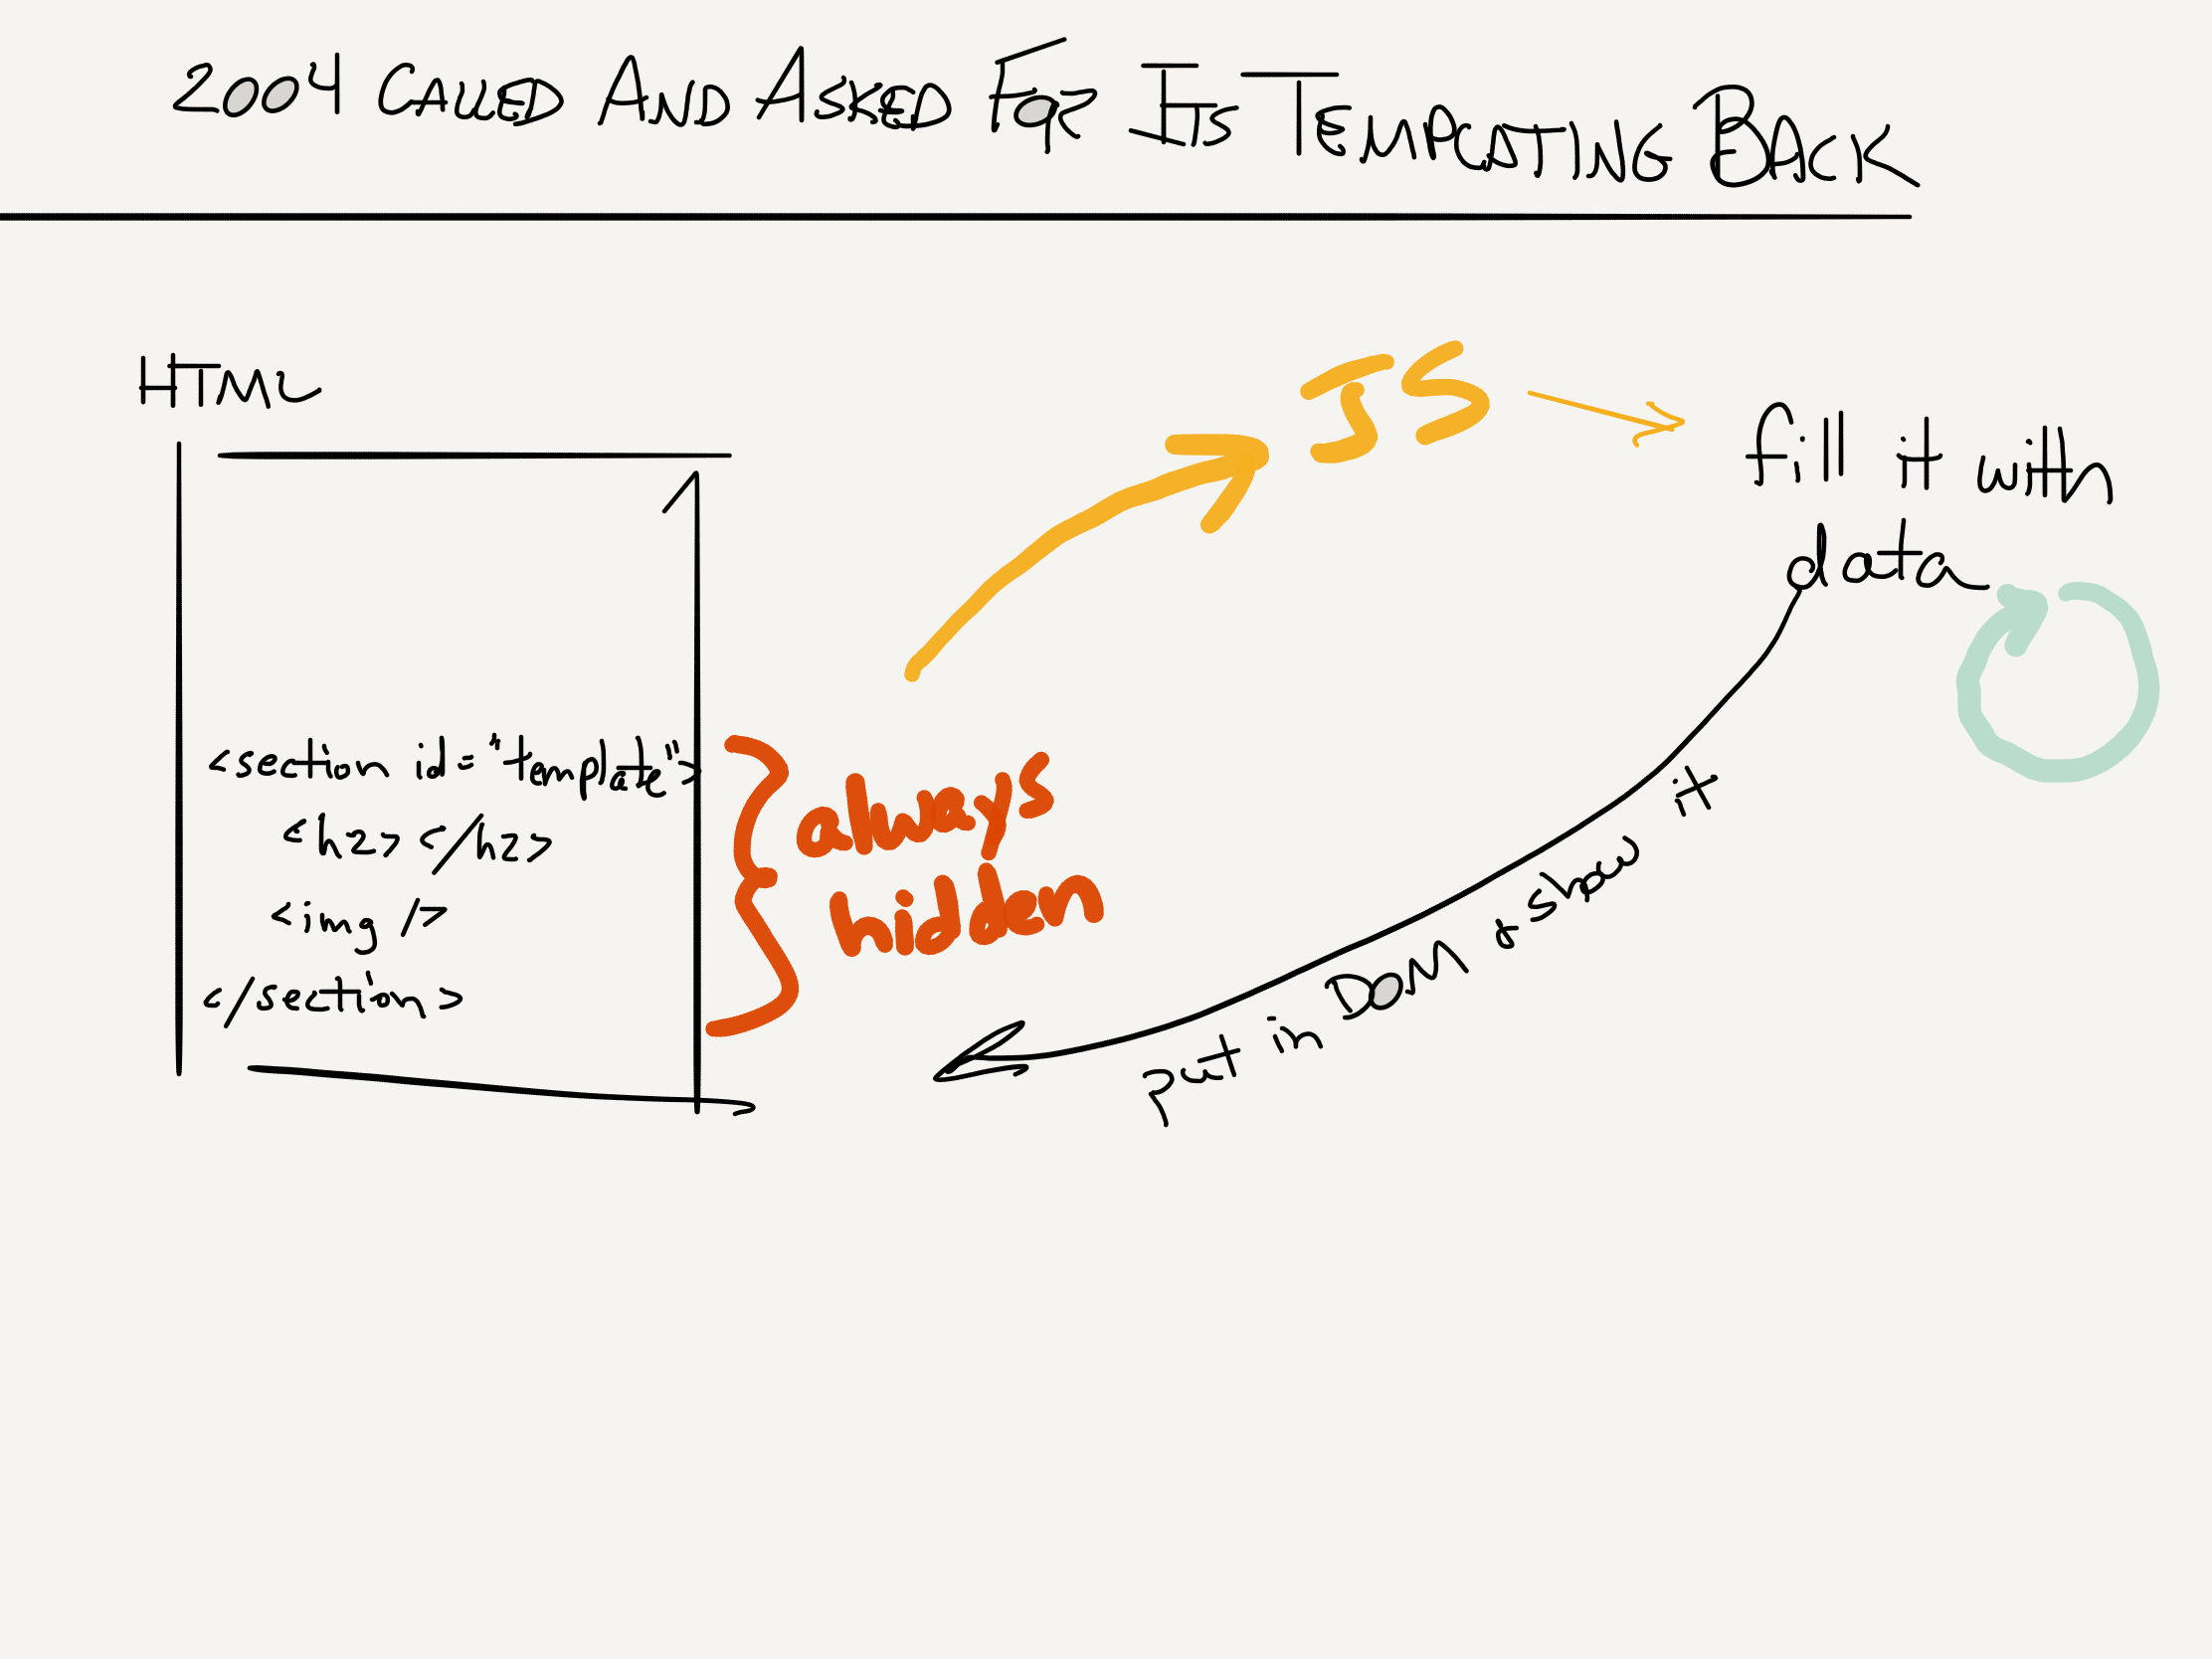 2004 CALLED AND ASKED FOR ITS TEMPLATING BACK
HTML
JS
fill it with
data
<section id="template">
<h2></h2>
<img />
</section>
always
hidden
put in DOM + show it